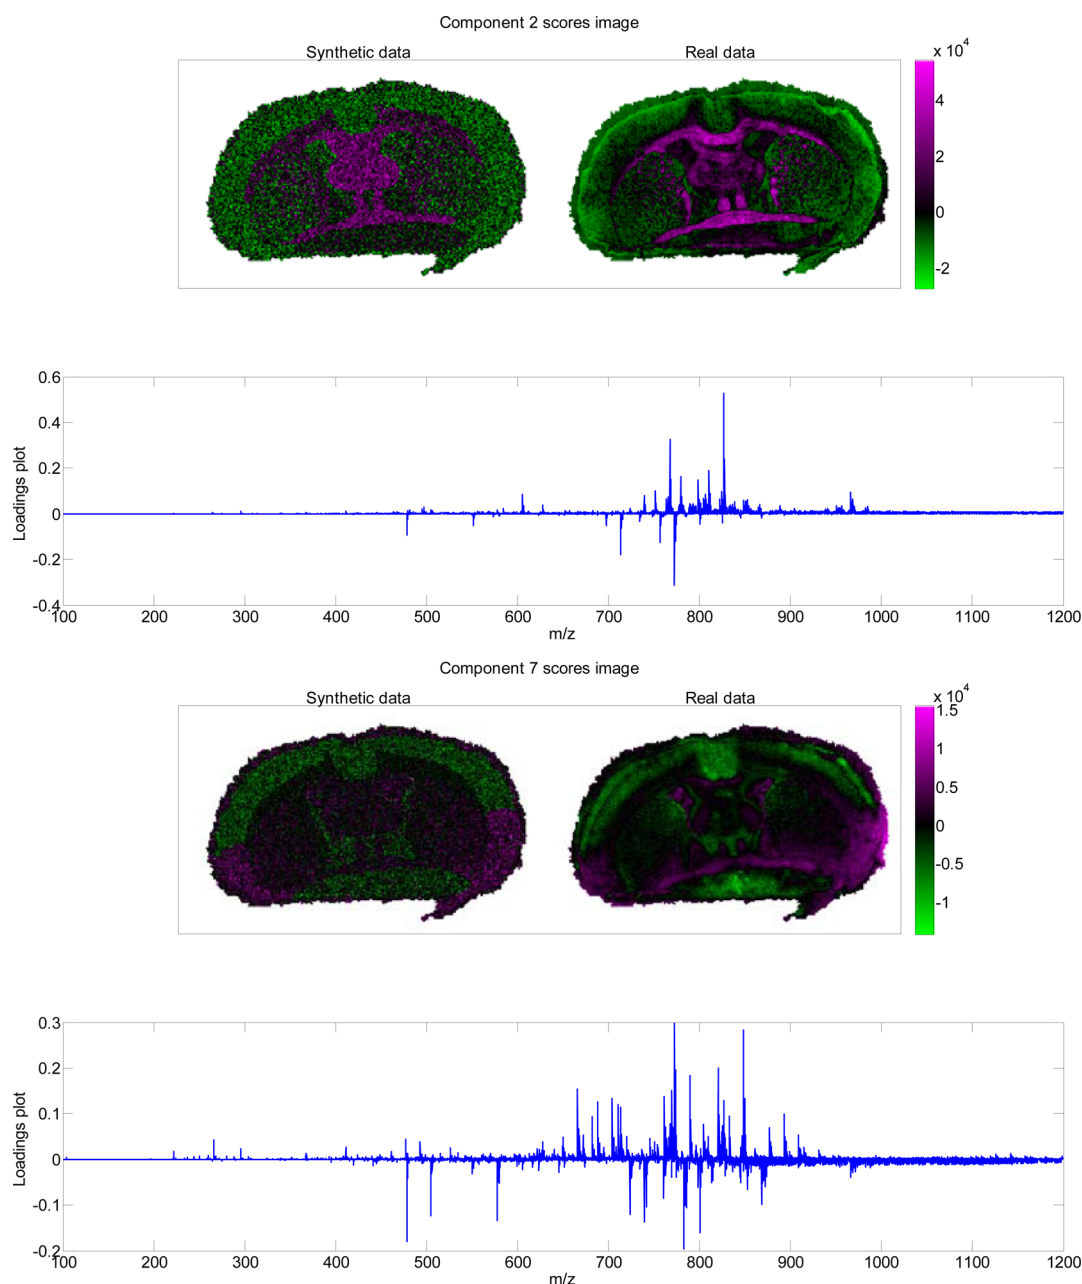 Component 2 scores image
Synthetic data Real data
x 10^4
4
2
0
-2
0.6
0.4
0.2
0
-0.2
-0.4
Loadings plot
100 200 300 400 500 600 700 800 900 1000 1100 1200
m/z
Component 7 scores image
Synthetic data Real data
x 10^4
1.5
1
0.5
0
-0.5
-1
0.3
0.2
0.1
0
-0.1
-0.2
Loadings plot
100 200 300 400 500 600 700 800 900 1000 1100 1200
m/z